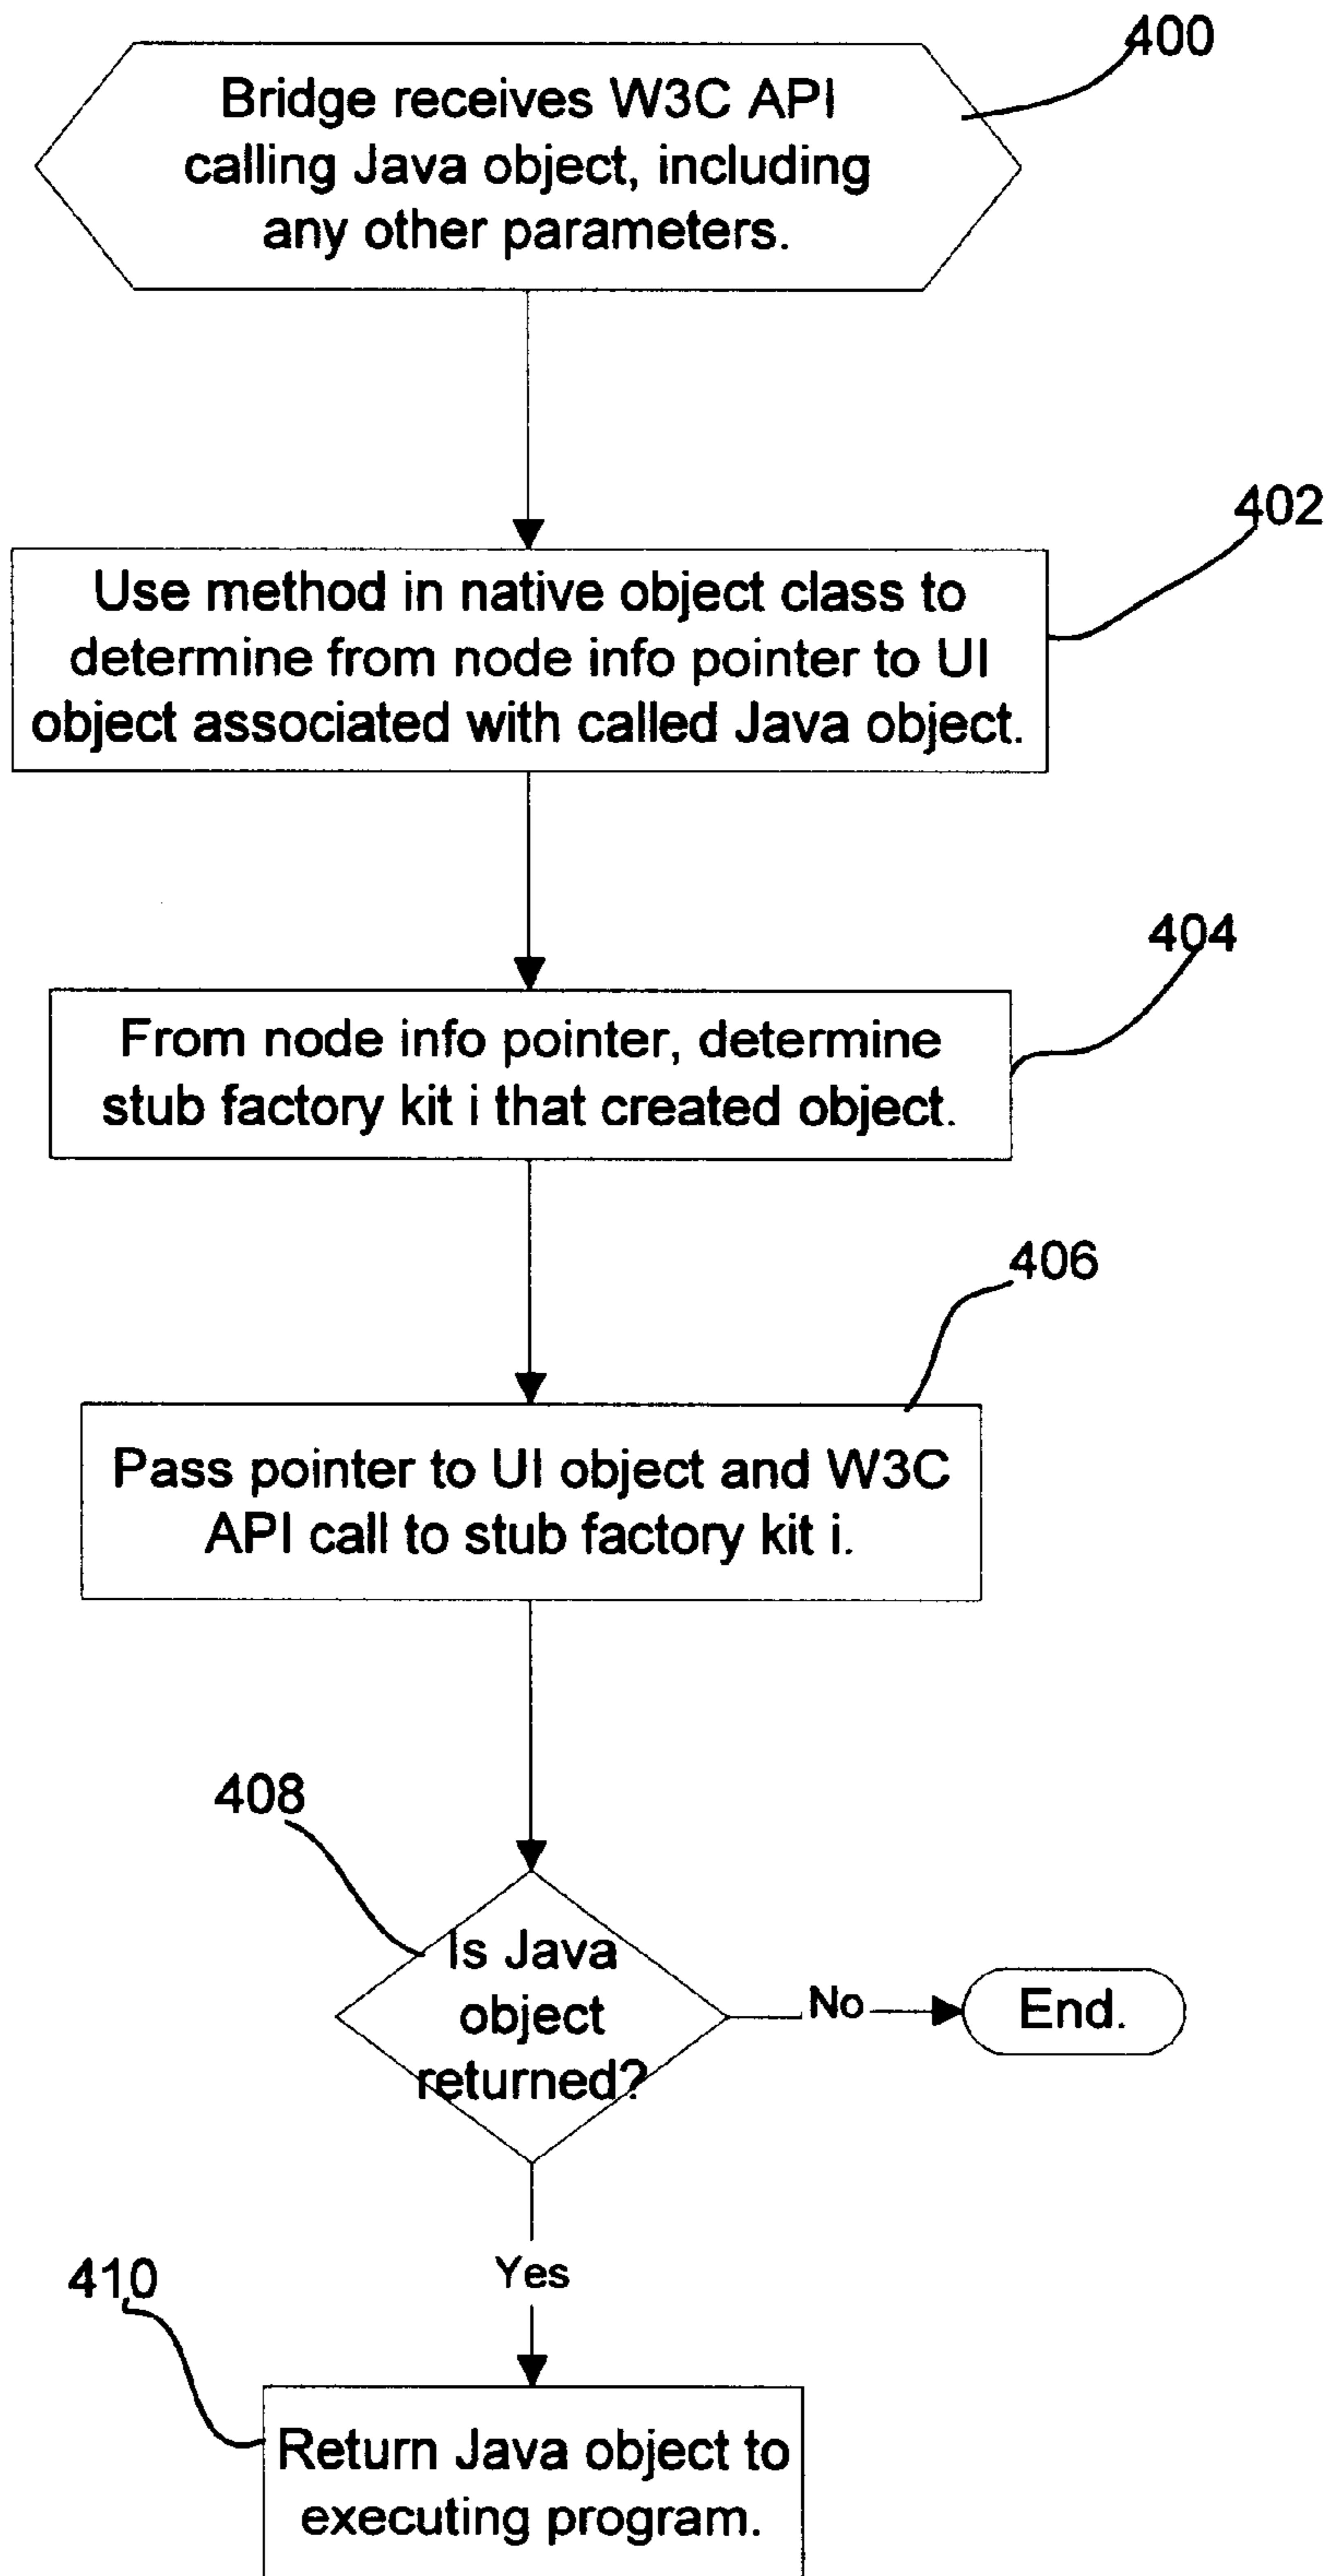 400
Bridge receives W3C API
calling Java object, including
any other parameters.
402
Use method in native object class to
determine from node info pointer to UI
object associated with called Java object.
404
From node info pointer, determine
stub factory kit i that created object.
406
Pass pointer to UI object and W3C
API call to stub factory kit i.
408
Is Java
object
returned?
No
End.
Yes
410
Return Java object to
executing program.